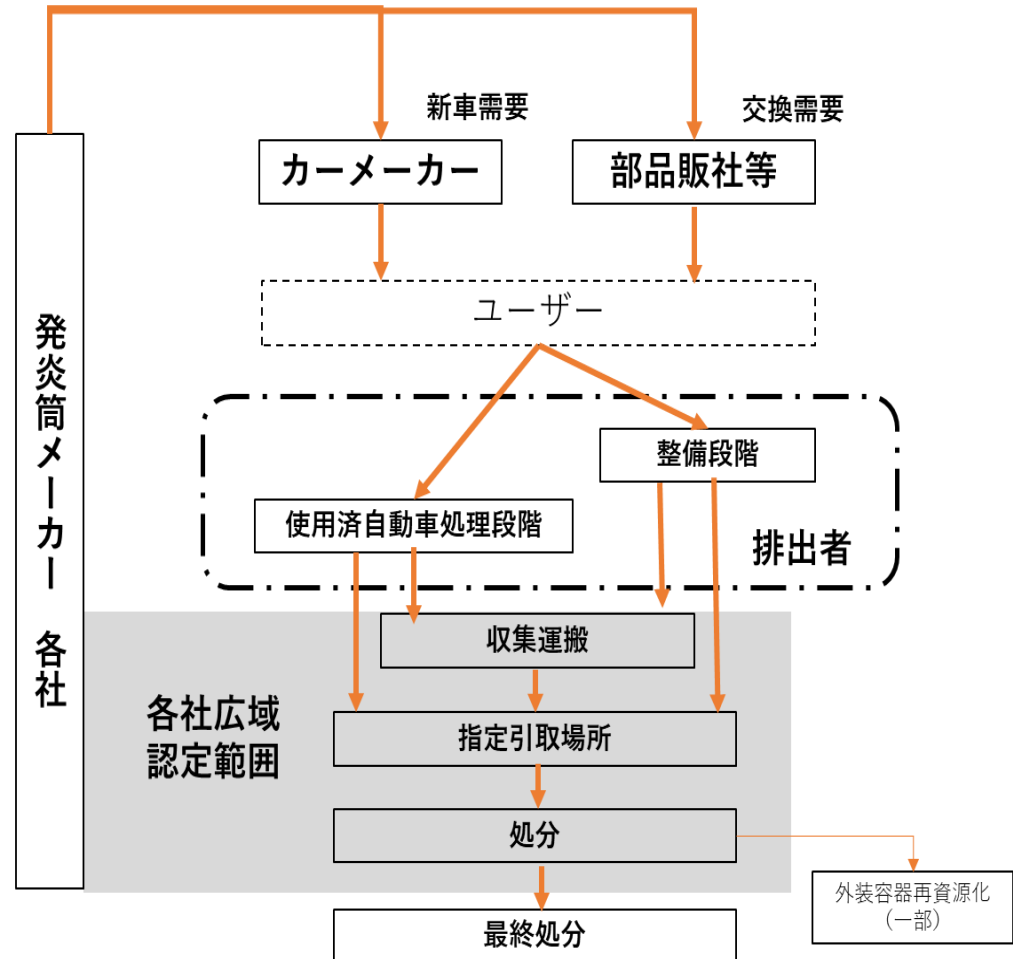 新車需要
交換需要
カーメーカー
部品販社等
ユーザー
発炎筒メーカー 各社
整備段階
使用済自動車処理段階
排出者
収集運搬
各社広域
認定範囲
指定引取場所
処分
外装容器再資源化
（一部）
最終処分